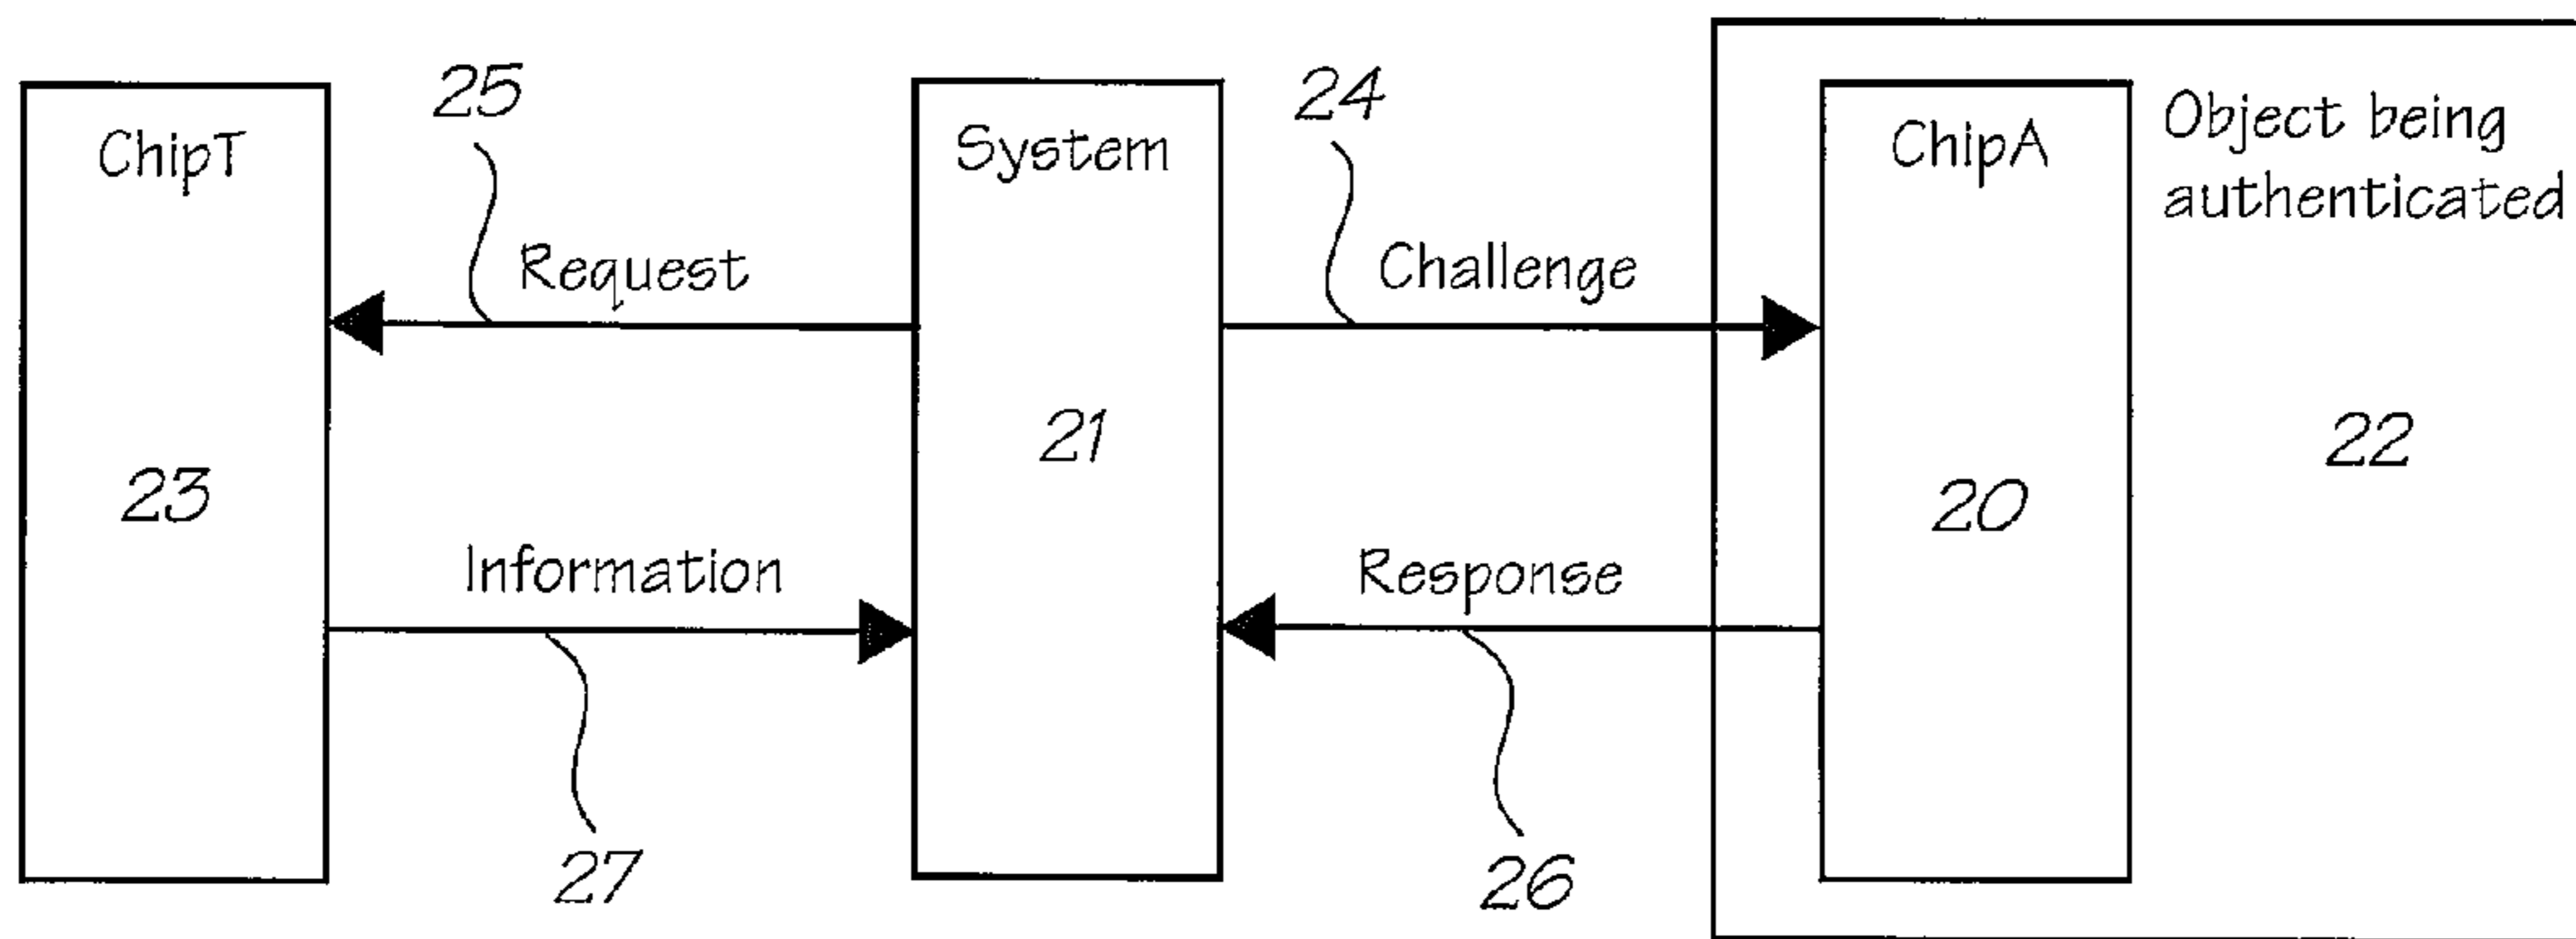 25
24
ChipT
System
ChipA
Object being
authenticated
Request
Challenge
23
21
20
22
Information
Response
27
26